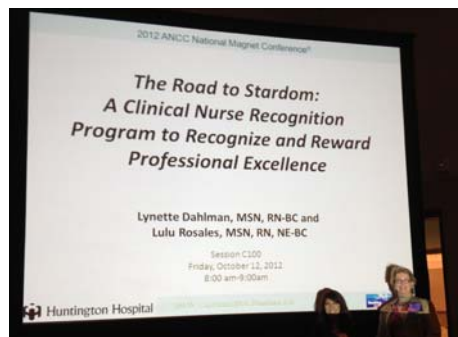 2012 ANCC National Magnet Conference®
The Road to Stardom:
A Clinical Nurse Recognition
Program to Recognize and Reward
Professional Excellence
Lynette Dahlman, MSN, RN-BC and
Lulu Rosales, MSN, RN, NE-BC
Session C100
Friday, October 12, 2012
8:00 am-9:00am
Huntington Hospital